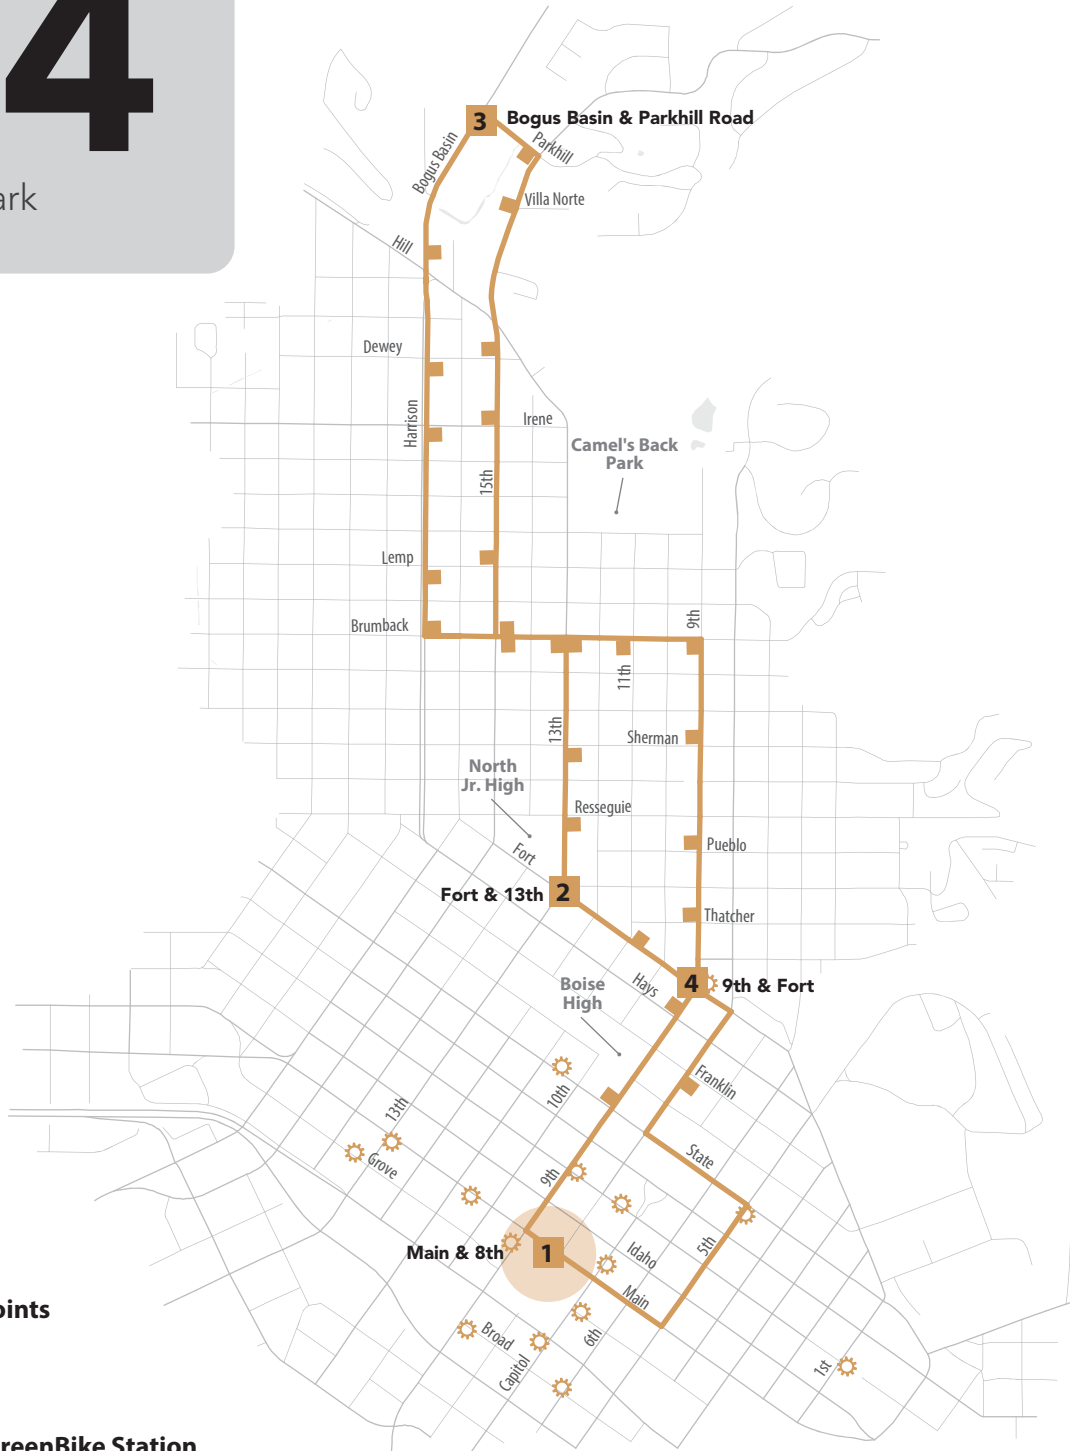 4
ark
3
Bogus Basin & Parkhill Road
Parkhill
Bogus Basin
Villa Norte
Hill
Dewey
Harrison
Irene
Camel's Back
Park
15th
Lemp
Brumback
9th
11th
13th
Sherman
North
Jr. High
Resseguie
Pueblo
Fort
Fort & 13th
2
Thatcher
Hays
4
9th & Fort
Boise
High
Franklin
10th
13th
Grove
State
9th
5th
Main & 8th
1
Idaho
Main
6th
Broad
Capitol
1st
oints
reenBike Station